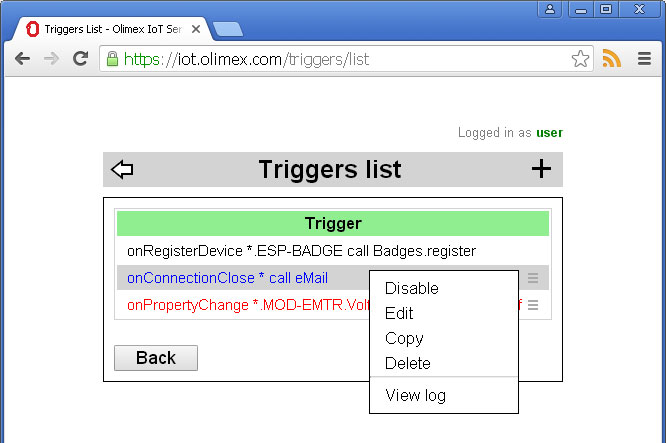 Triggers List - Olimex IoT Ser
https://iot.olimex.com/triggers/list
Logged in as user
Triggers list
Trigger
onRegisterDevice *.ESP-BADGE call Badges.register
onConnectionClose * call eMail
onPropertyChange *.MOD-EMTR.Volt
Disable
Edit
Copy
Delete
View log
Back